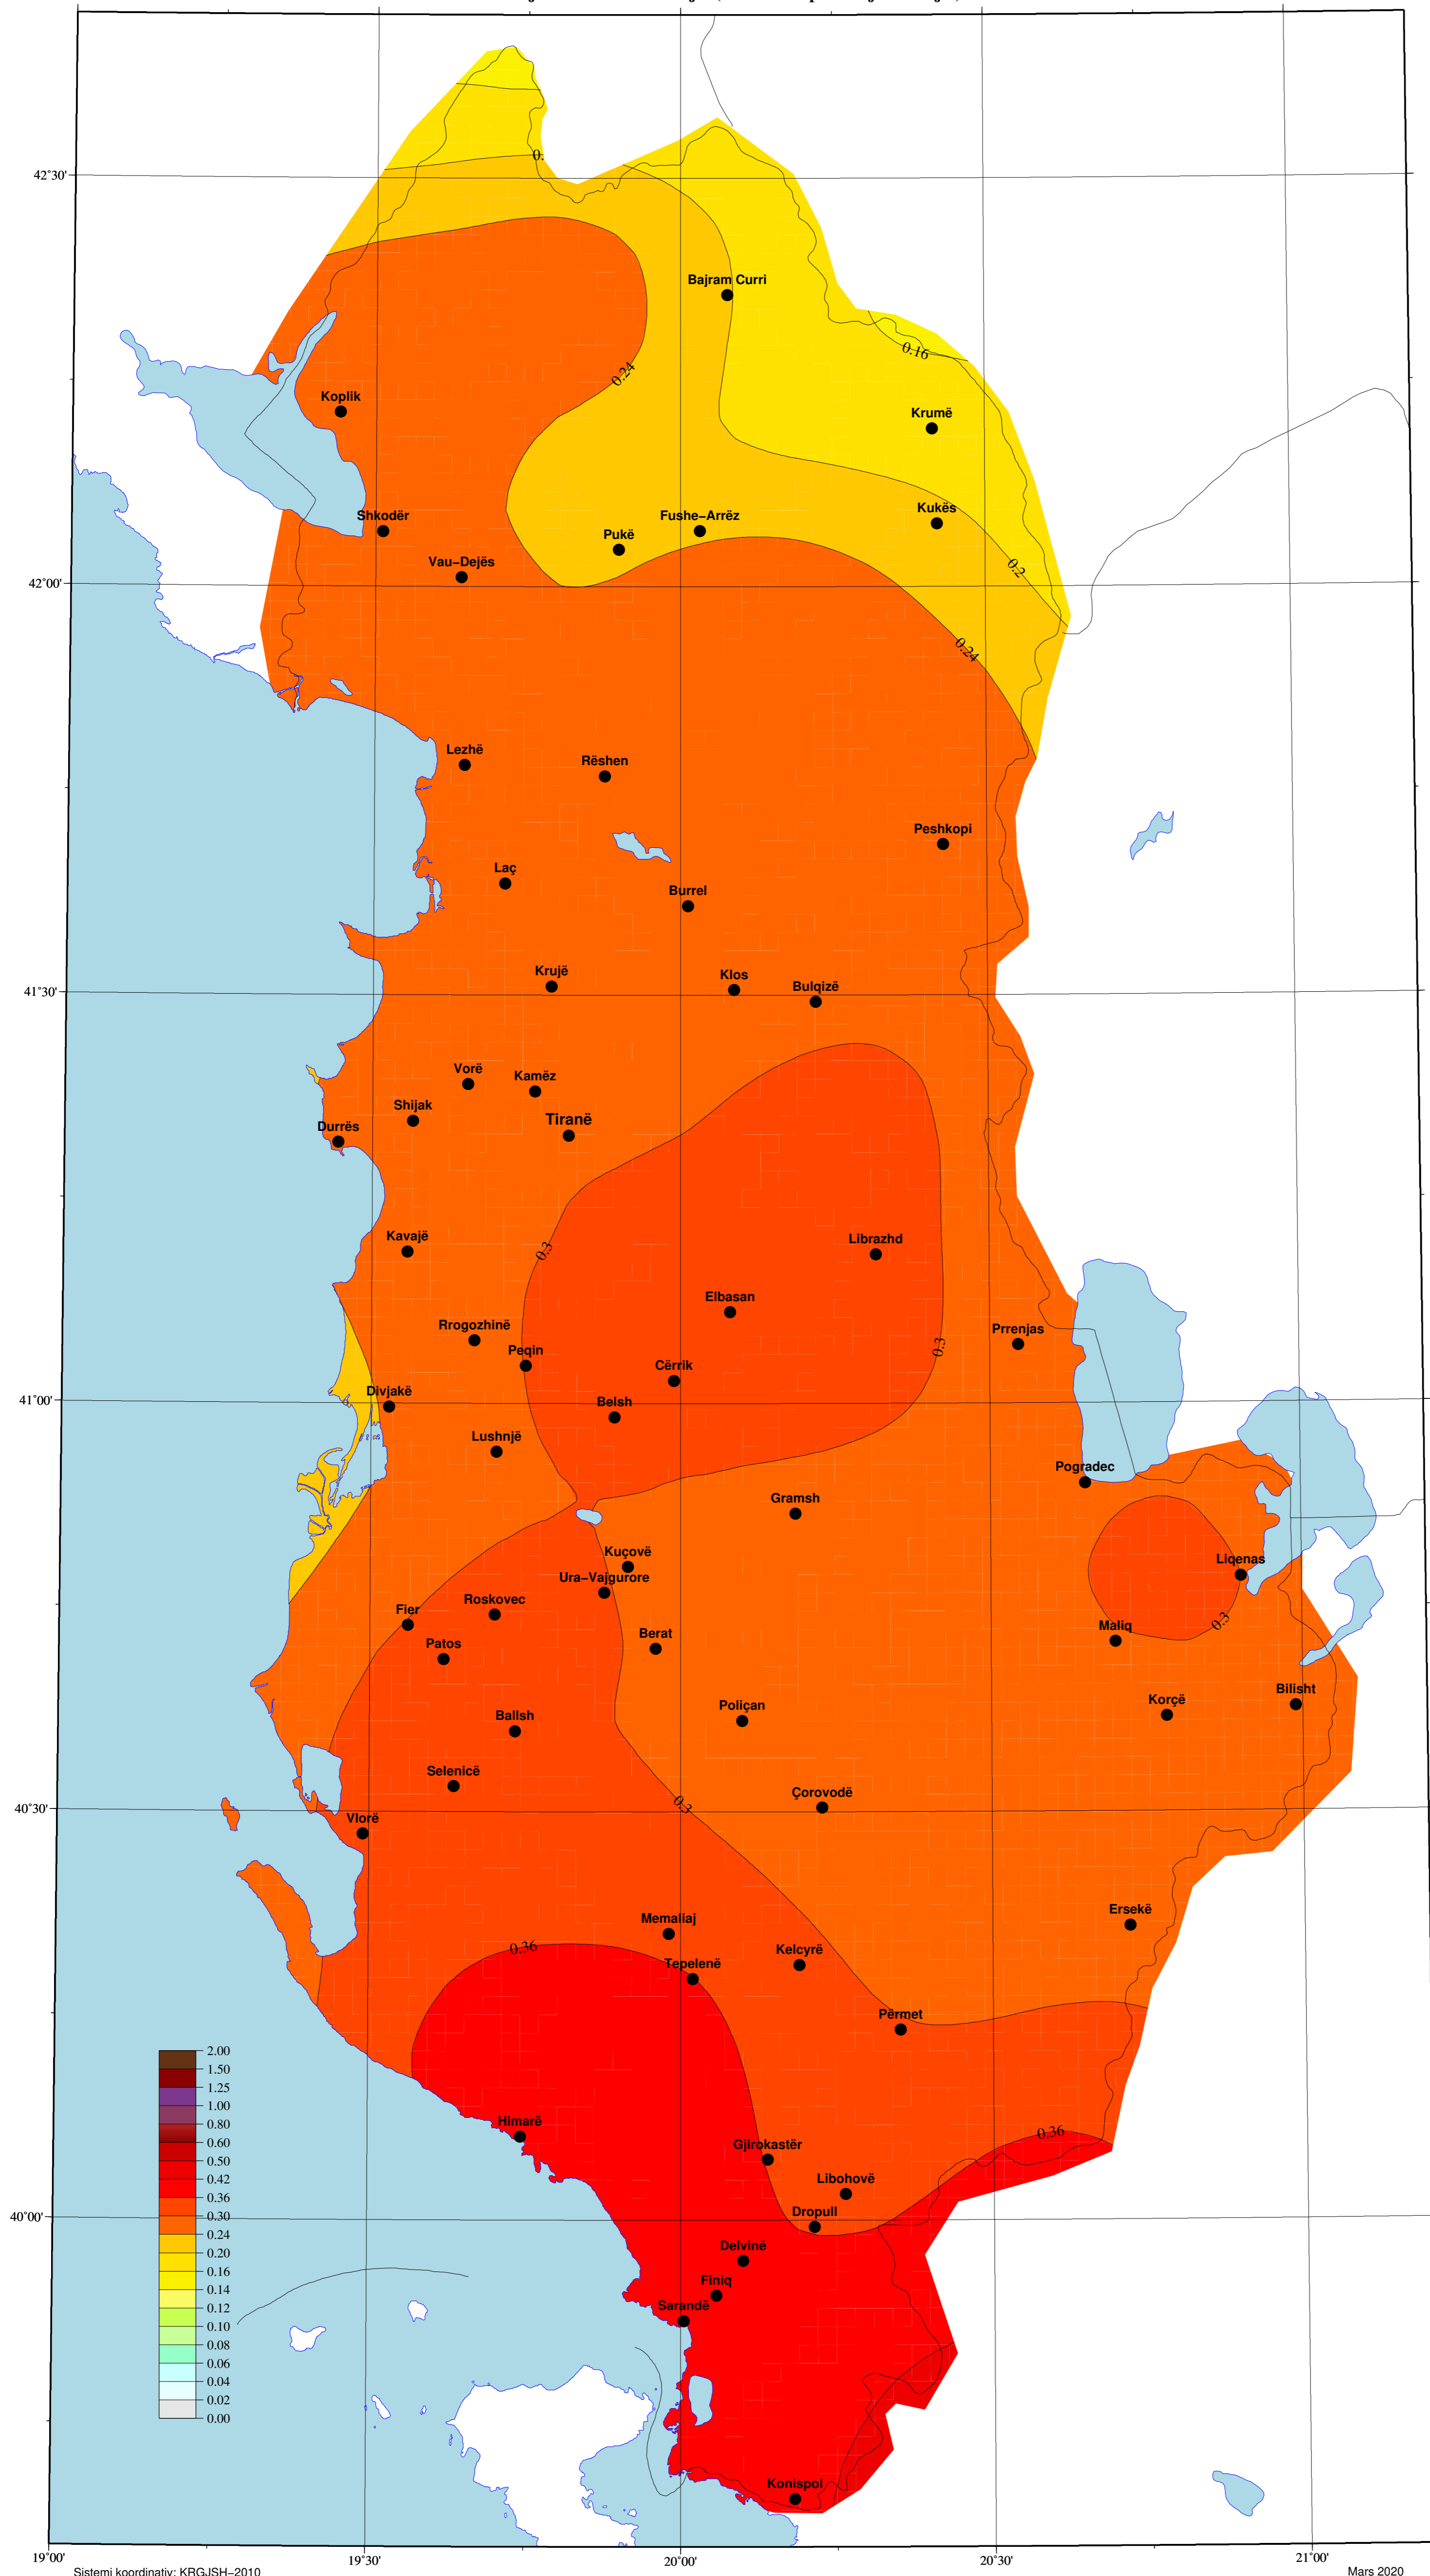 42°30'
0.
Bajram Curri
0.16
0.24
Koplik
Krumë
Shkodër
Fushe−Arrëz
Kukës
Pukë
Vau−Dejës
0.2
42°00'
0.24
Lezhë
Rëshen
Peshkopi
Laç
Burrel
Krujë
Klos
Bulqizë
41°30'
Vorë
Kamëz
Shijak
Tiranë
Durrës
Kavajë
0.3
Librazhd
Elbasan
Rrogozhinë
Prrenjas
Peqin
0.3
Cërrik
Divjakë
41°00'
Belsh
Lushnjë
Pogradec
Gramsh
Kuçovë
Liqenas
Ura−Vajgurore
Roskovec
Fier
0.3
Maliq
Berat
Patos
Bilisht
Korçë
Poliçan
Ballsh
Selenicë
Çorovodë
0.3
40°30'
Vlorë
Ersekë
Memaliaj
0.36
Kelcyrë
Tepelenë
Përmet
2.00
1.50
1.25
1.00
0.80
0.60
0.50
0.42
0.36
0.30
0.24
0.20
0.16
0.14
0.12
0.10
0.08
0.06
0.04
0.02
0.00
Himarë
0.36
Gjirokastër
Libohovë
Dropull
40°00'
Delvinë
Finiq
Sarandë
Konispol
19°00'
19°30'
20°00'
20°30'
21°00'
Sistemi koordinativ: KRGJSH−2010
Mars 2020